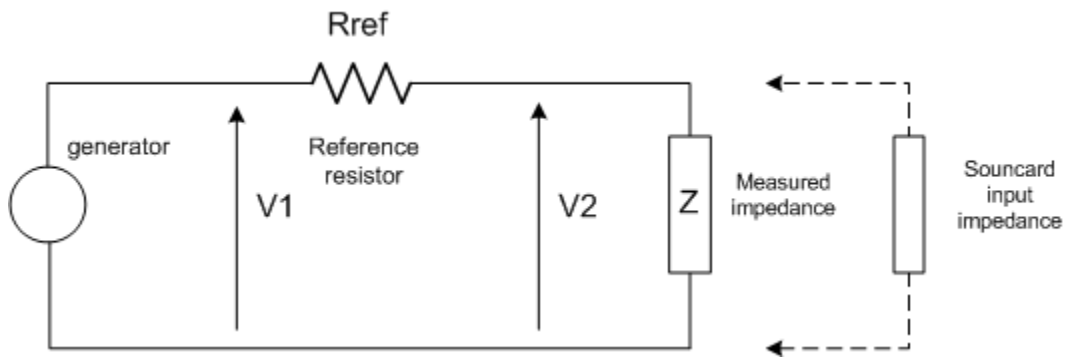 Rref
generator
Reference
resistor
V1
V2
Z
Measured
impedance
Souncard
input
impedance